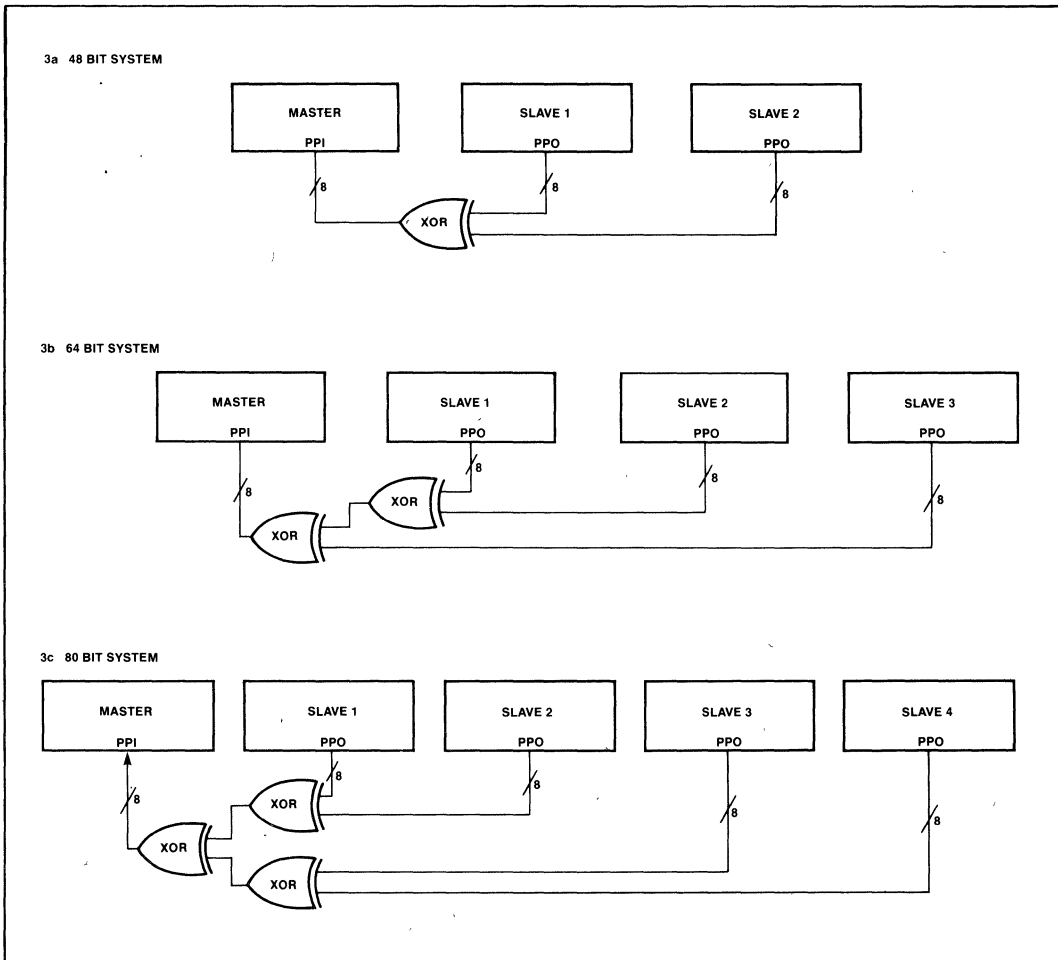 3a 48 BIT SYSTEM
MASTER
PPI
SLAVE 1
PPO
SLAVE 2
PPO
8
8
8
XOR
3b 64 BIT SYSTEM
MASTER
PPI
SLAVE 1
PPO
SLAVE 2
PPO
SLAVE 3
PPO
8
8
8
8
XOR
XOR
3c 80 BIT SYSTEM
MASTER
PPI
SLAVE 1
PPO
SLAVE 2
PPO
SLAVE 3
PPO
SLAVE 4
PPO
8
8
8
8
8
XOR
XOR
XOR